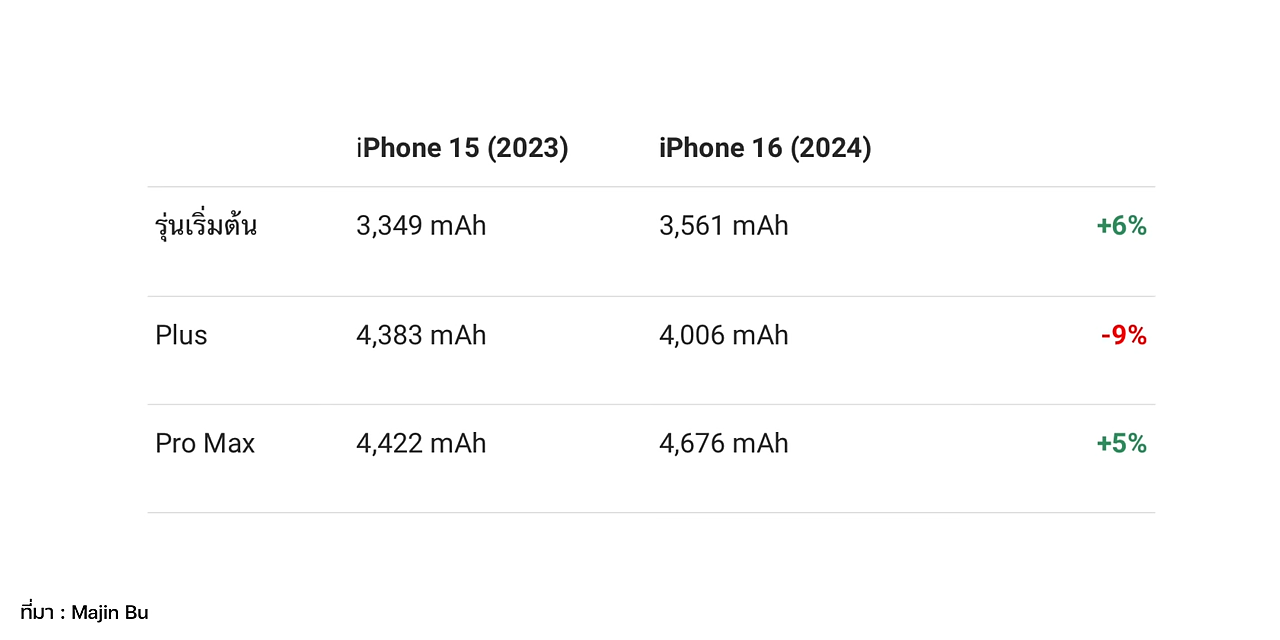 iPhone 15 (2023) iPhone 16 (2024)
รุ่นเริ่มต้น 3,349 mAh 3,561 mAh +6%
Plus 4,383 mAh 4,006 mAh -9%
Pro Max 4,422 mAh 4,676 mAh +5%
ที่มา : Majin Bu